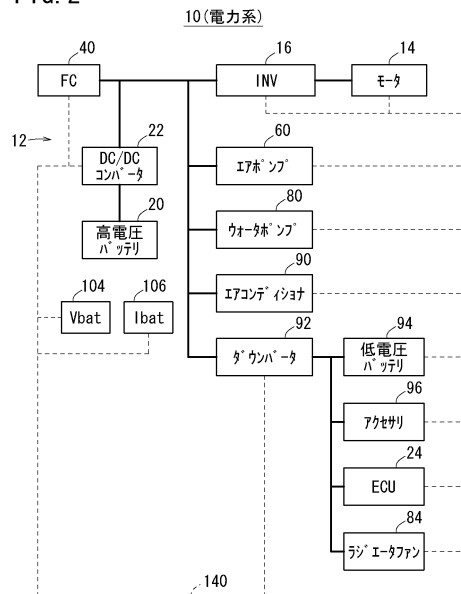 FIG. 2
10(電力系)
40
16
14
FC
INV
モータ
12
22
60
DC/DC
コンバータ
エアポンプ
20
80
高電圧
バッテリ
ウォータポンプ
90
104
106
エアコンディショナ
Vbat
Ibat
92
94
ダウンバータ
低電圧
バッテリ
96
アクセサリ
24
ECU
84
ラジエータファン
140